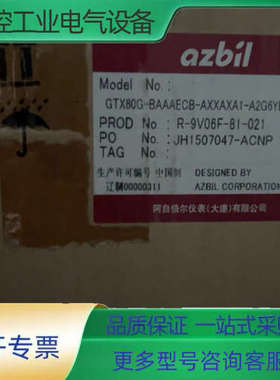 控工业电气设备
azbil
Model No :
GTX80G-BAAAECB-AXXAXA1-A2G6Y
PROD No : R-9V06F-81-021
PO No : JH1507047-ACNP
TAG No :
生产许可编号 中国制 DESIGNED BY
辽制00000311 AZBIL CORPORATION
阿自倍尔仪表(大连)有限公司
品质保证 一站式采
专票
更多型号咨询客服